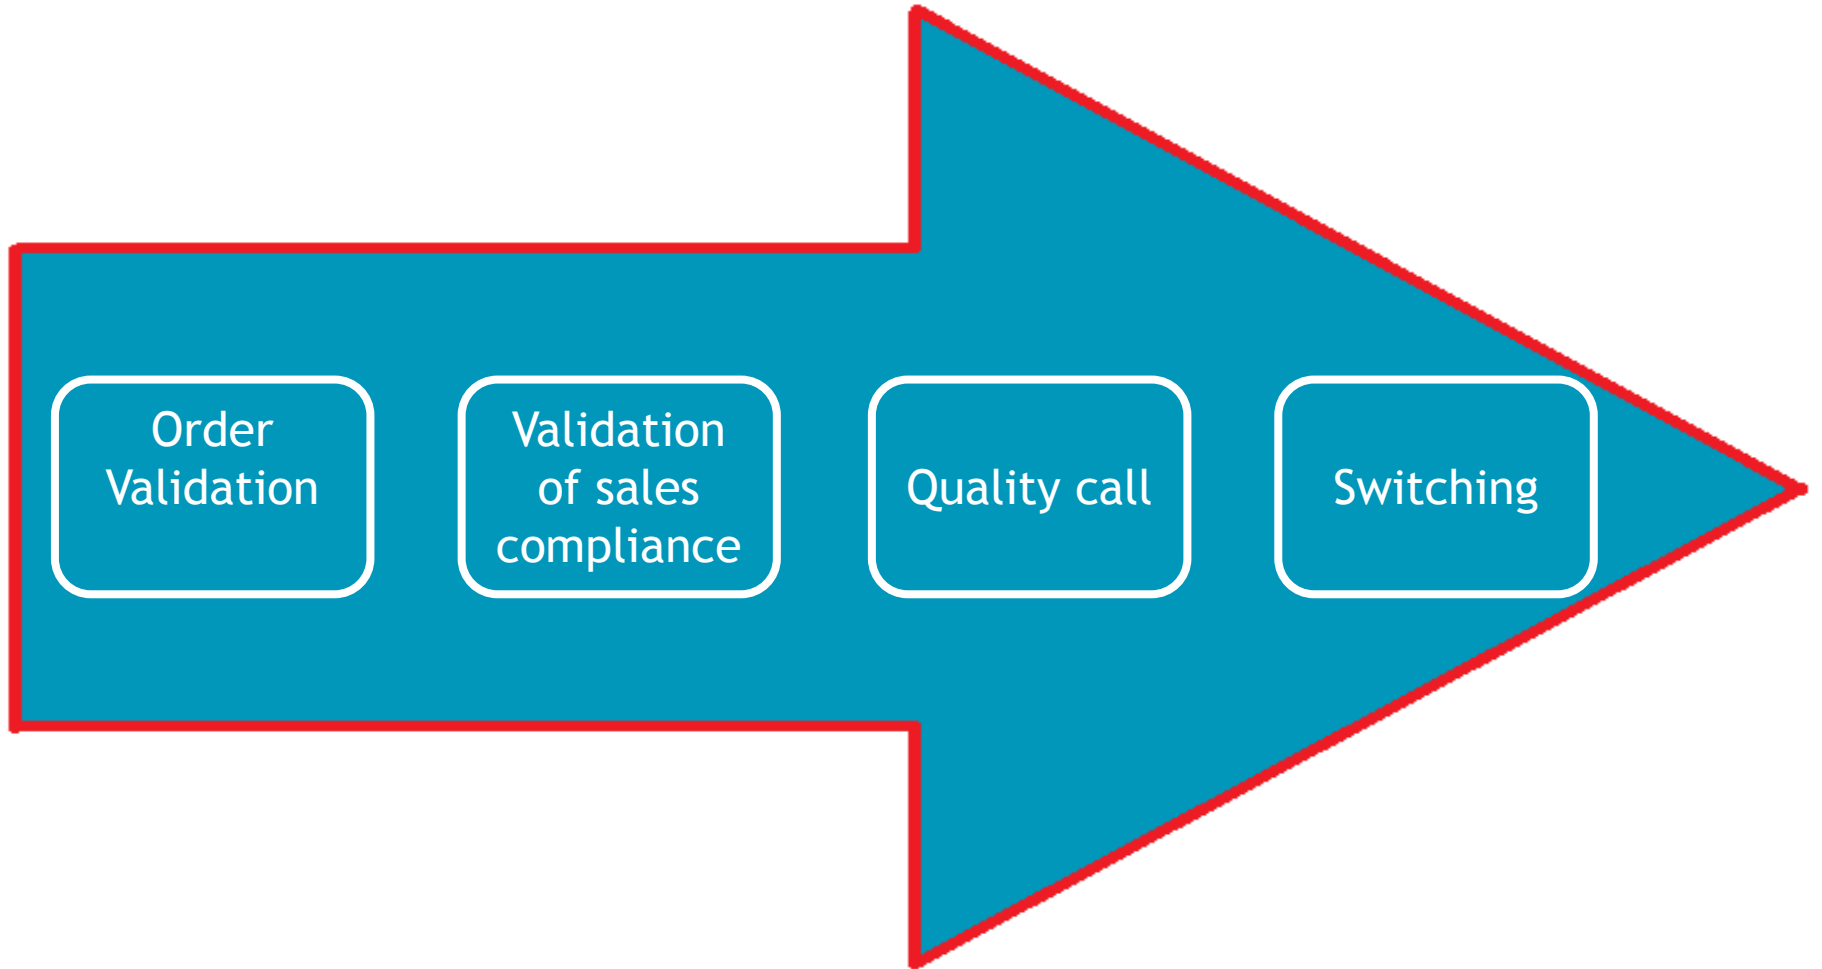 Order
Validation
Validation
of sales
compliance
Quality call
Switching